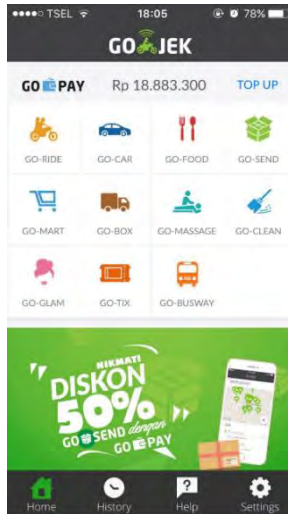 TSEL 18:05 78%
GO JEK
GO PAY Rp 18.883.300 TOP UP
GO-RIDE GO-CAR GO-FOOD GO-SEND
GO-MART GO-BOX GO-MASSAGE GO-CLEAN
GO-GLAM GO-TIX GO-BUSWAY
NIKMATI
DISKON
50%
GO SEND dengan
GO PAY
Home History Help Settings